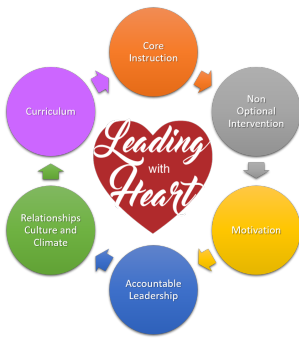 Core
Instruction
Non
Optional
Intervention
Motivation
Accountable
Leadership
Relationships
Culture and
Climate
Curriculum
Leading
with
Heart